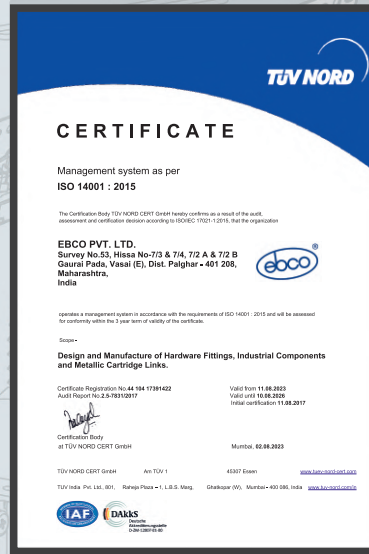 TÜV NORD
CERTIFICATE
Management system as per
ISO 14001 : 2015
The Certification Body TÜV NORD CERT GmbH hereby confirms as a result of the audit,
assessment and certification decision according to ISO/IEC 17021-1:2015, that the organization
EBCO PVT. LTD.
Survey No.53, Hissa No-7/3 & 7/4, 7/2 A & 7/2 B
Gaurai Pada, Vasai (E), Dist. Palghar - 401 208,
Maharashtra,
India
ebco
®
operates a management system in accordance with the requirements of ISO 14001 : 2015 and will be assessed
for conformity within the 3 year term of validity of the certificate.
Scope -
Design and Manufacture of Hardware Fittings, Industrial Components
and Metallic Cartridge Links.
Certificate Registration No.44 104 17391422
Audit Report No.2.5-7831/2017
Valid from 11.08.2023
Valid until 10.08.2026
Initial certification 11.08.2017
Certification Body
at TÜV NORD CERT GmbH
Mumbai, 02.08.2023
TÜV NORD CERT GmbH Am TÜV 1 45307 Essen www.tuev-nord-cert.com
TUV India Pvt. Ltd., 801, Raheja Plaza - 1, L.B.S. Marg, Ghatkopar (W), Mumbai - 400 086, India www.tuv-nord.com/in
IAF
DAkkS
Deutsche
Akkreditierungsstelle